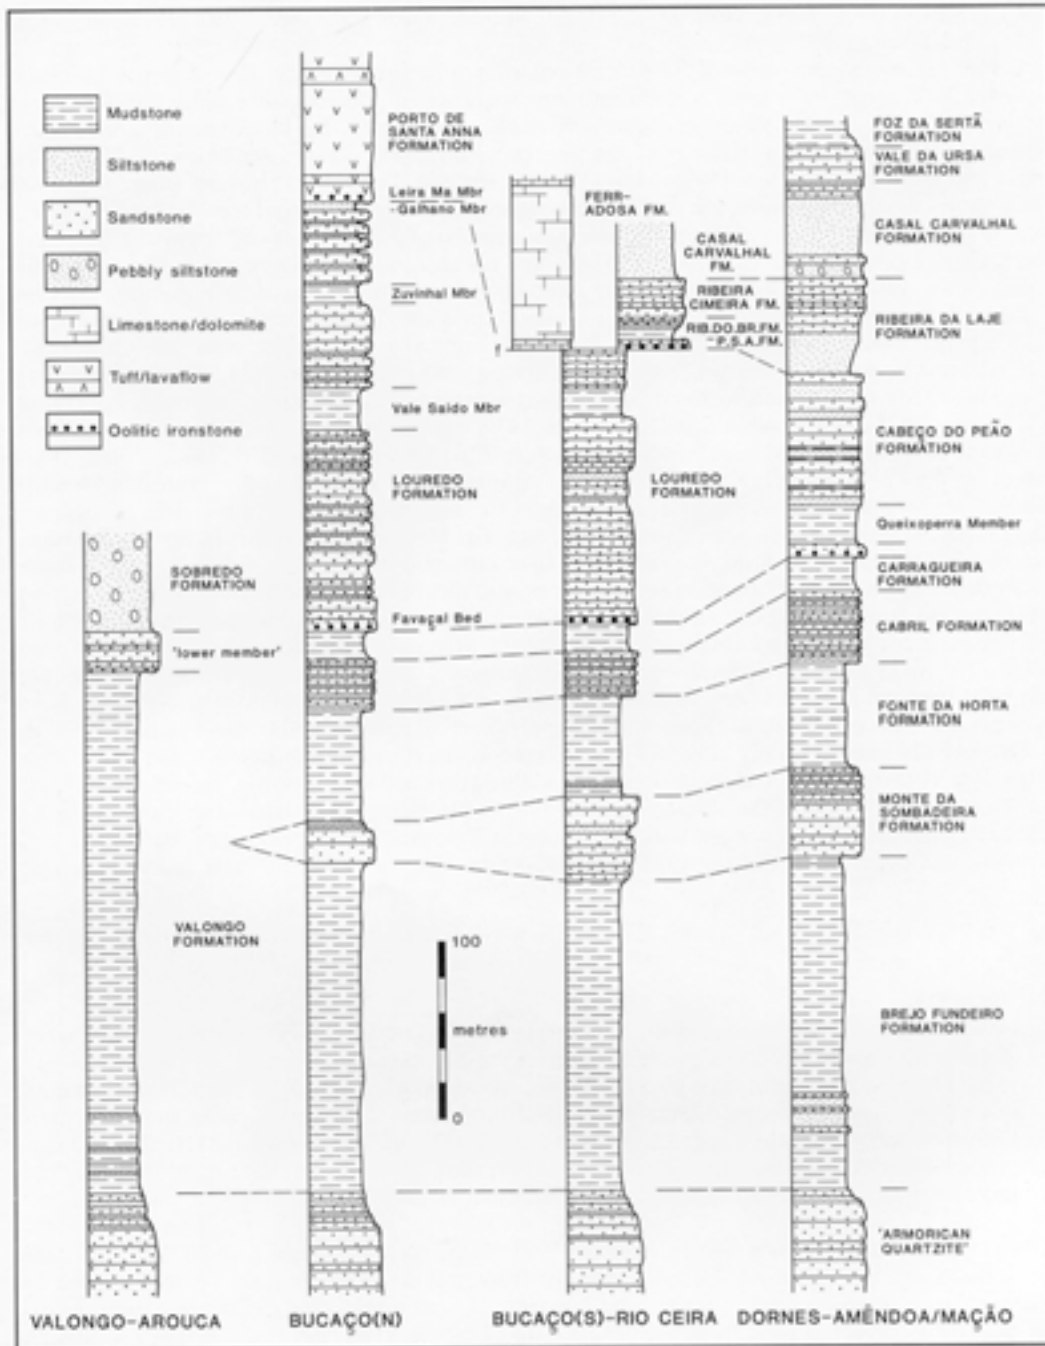 Mudstone
Siltstone
Sandstone
Pebbly siltstone
Limestone/dolomite
Tuff/lavaflow
Oolitic ironstone
SOBREDO
FORMATION
'lower member'
VALONGO
FORMATION
VALONGO-AROUCA
PORTO DE
SANTA ANNA
FORMATION
Leira Ma Mbr
-Galhano Mbr
Zuvinhal Mbr
Vale Saido Mbr
LOUREDO
FORMATION
Favaçal Bed
100
metres
0
BUCAÇO(N)
FERR-
ADOSA FM.
CASAL
CARVALHAL
FM.
RIBEIRA
CIMEIRA FM.
RIB.DO.BR.FM.
P.S.A.FM.
f
LOUREDO
FORMATION
BUCAÇO(S)-RIO CEIRA
FOZ DA SERTÃ
FORMATION
VALE DA URSA
FORMATION
CASAL CARVALHAL
FORMATION
RIBEIRA DA LAJE
FORMATION
CABEÇO DO PEÃO
FORMATION
Queixoperra Member
CARRAGUEIRA
FORMATION
CABRIL FORMATION
FONTE DA HORTA
FORMATION
MONTE DA
SOMBADEIRA
FORMATION
BREJO FUNDEIRO
FORMATION
'ARMORICAN
QUARTZITE'
DORNES-AMÊNDOA/MAÇÃO